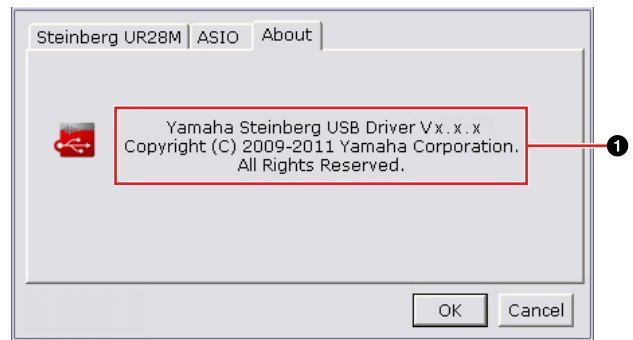 Steinberg UR28M ASIO About
Yamaha Steinberg USB Driver Vx.x.x
Copyright (C) 2009-2011 Yamaha Corporation.
All Rights Reserved.
1
OK Cancel